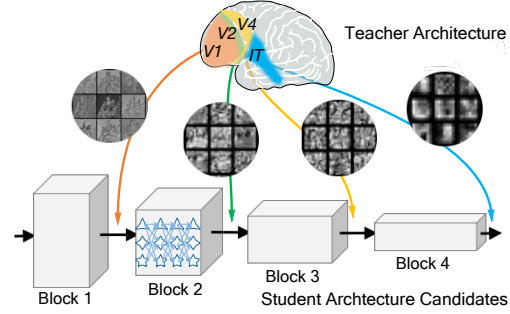 V4
V2
V1
IT
Teacher Architecture
Block 1
Block 2
Block 3
Block 4
Student Archtecture Candidates